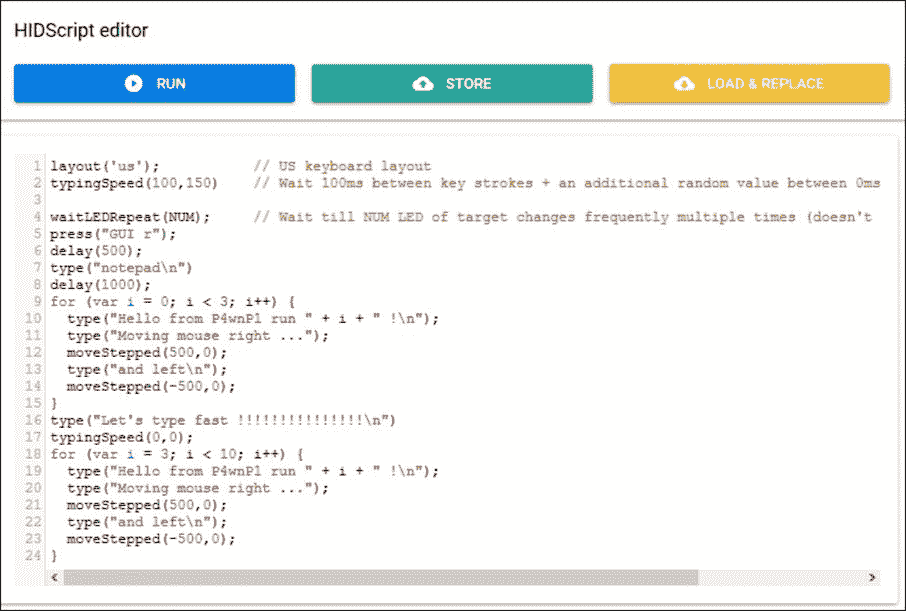 HIDScript editor
RUN
STORE
LOAD & REPLACE
1 layout('us'); // US keyboard layout
2 typingSpeed(100,150) // Wait 100ms between key strokes + an additional random value between 0ms
3
4 waitLEDRepeat(NUM); // Wait till NUM LED of target changes frequently multiple times (doesn't
5 press("GUI r");
6 delay(500);
7 type("notepad\n")
8 delay(1000);
9 for (var i = 0; i < 3; i++) {
10 type("Hello from P4wnP1 run " + i + " !\n");
11 type("Moving mouse right ...");
12 moveStepped(500,0);
13 type("and left\n");
14 moveStepped(-500,0);
15 }
16 type("Let's type fast !!!!!!!!!!!!!!!\n")
17 typingSpeed(0,0);
18 for (var i = 3; i < 10; i++) {
19 type("Hello from P4wnP1 run " + i + " !\n");
20 type("Moving mouse right ...");
21 moveStepped(500,0);
22 type("and left\n");
23 moveStepped(-500,0);
24 }